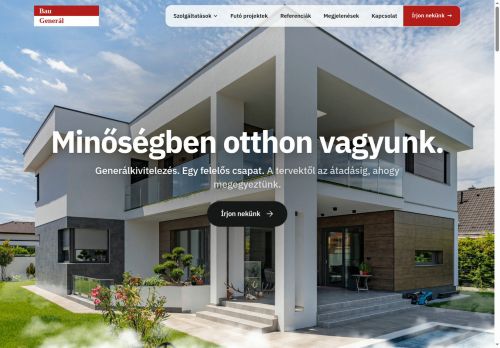 Bau
Generál
Szolgáltatások
Futó projektek
Referenciák
Megjelenések
Kapcsolat
Írjon nekünk →
Minőségben otthon vagyunk.
Generálkivitelezés. Egy felelős csapat. A tervektől az átadásig, ahogy
megegyeztünk.
Írjon nekünk →